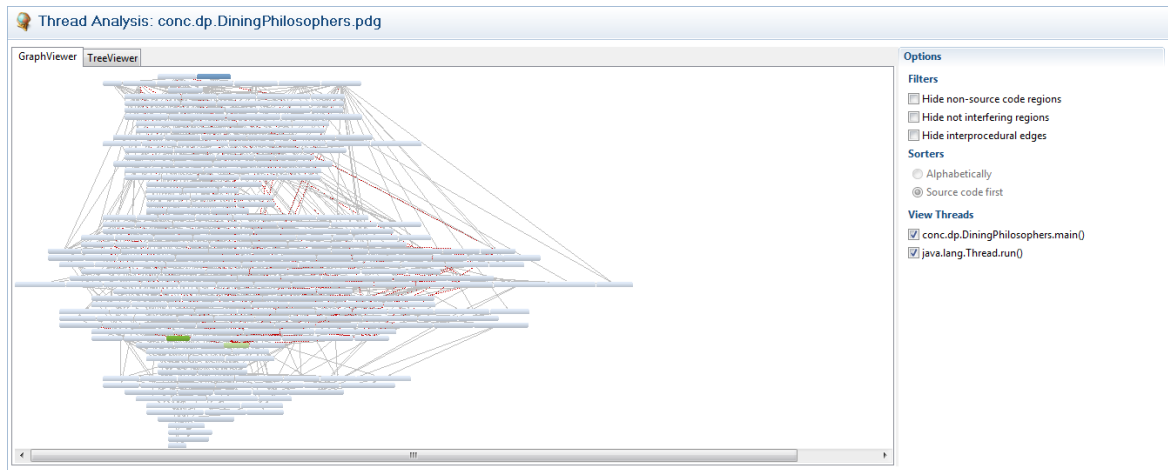 Thread Analysis: conc.dp.DiningPhilosophers.pdg
GraphViewer
TreeViewer
Options
Filters
Hide non-source code regions
Hide not interfering regions
Hide interprocedural edges
Sorters
Alphabetically
Source code first
View Threads
conc.dp.DiningPhilosophers.main()
java.lang.Thread.run()